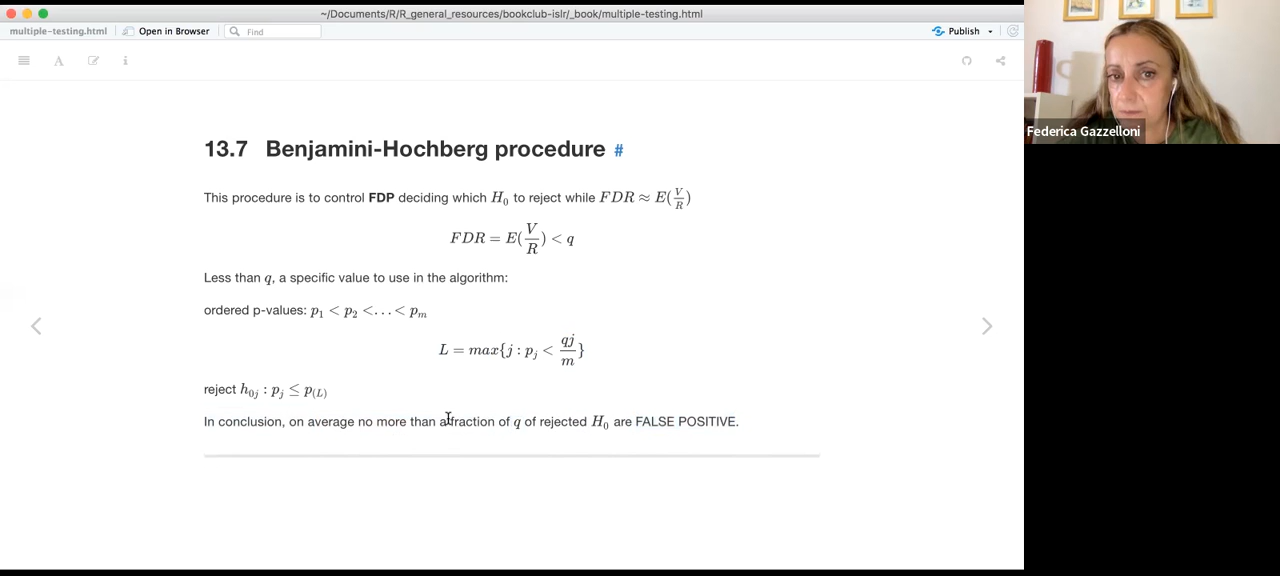 ~/Documents/R/R_general_resources/bookclub-islr/_book/multiple-testing.html
multiple-testing.html
Open in Browser
Find
Publish
A
i
13.7 Benjamini-Hochberg procedure #
This procedure is to control FDP deciding which H₀ to reject while FDR ≈ E(V/R)
FDR = E(V/R) < q
Less than q, a specific value to use in the algorithm:
ordered p-values: p₁ < p₂ <. . . < pₘ
L = max{j : pⱼ < qj/m}
reject h₀ⱼ : pⱼ ≤ p₍L₎
In conclusion, on average no more than a fraction of q of rejected H₀ are FALSE POSITIVE.
Federica Gazzelloni